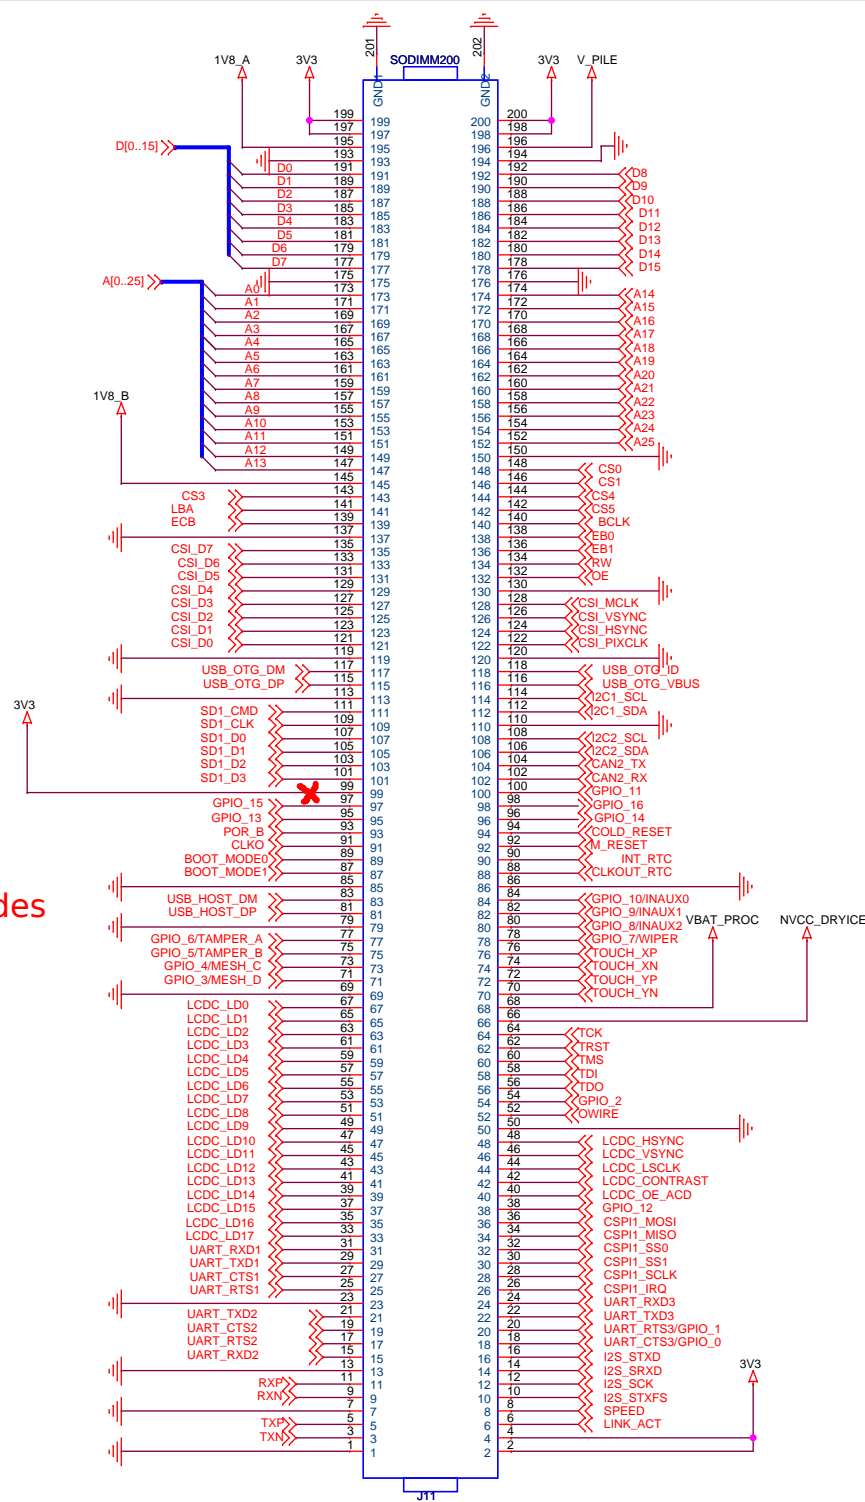 201 202
1V8_A 3V3 SODIMM200 3V3 V_PILE
GND1 GND2
199 199 200 200
197 197 198 198
195 195 196 196
D[0..15]
193 193 194 194
D0 191 191 192 192 D8
D1 189 189 190 190 D9
D2 187 187 188 188 D10
D3 185 185 186 186 D11
D4 183 183 184 184 D12
D5 181 181 182 182 D13
D6 179 179 180 180 D14
D7 177 177 178 178 D15
175 175 176 176
A[0..25]
A0 173 173 174 174 A14
A1 171 171 172 172 A15
A2 169 169 170 170 A16
A3 167 167 168 168 A17
A4 165 165 166 166 A18
A5 163 163 164 164 A19
A6 161 161 162 162 A20
A7 159 159 160 160 A21
A8 157 157 158 158 A22
A9 155 155 156 156 A23
A10 153 153 154 154 A24
A11 151 151 152 152 A25
A12 149 149 150 150
A13 147 147 148 148 CS0
1V8_B
145 145 146 146 CS1
CS3 143 143 144 144 CS4
LBA 141 141 142 142 CS5
ECB 139 139 140 140 BCLK
137 137 138 138 EB0
CSI_D7 135 135 136 136 EB1
CSI_D6 133 133 134 134 RW
CSI_D5 131 131 132 132 OE
CSI_D4 129 129 130 130
CSI_D3 127 127 128 128 CSI_MCLK
CSI_D2 125 125 126 126 CSI_VSYNC
CSI_D1 123 123 124 124 CSI_HSYNC
CSI_D0 121 121 122 122 CSI_PIXCLK
119 119 120 120
USB_OTG_DM 117 117 118 118 USB_OTG_ID
USB_OTG_DP 115 115 116 116 USB_OTG_VBUS
113 113 114 114 I2C1_SCL
SD1_CMD 111 111 112 112 I2C1_SDA
3V3
SD1_CLK 109 109 110 110
SD1_D0 107 107 108 108 I2C2_SCL
SD1_D1 105 105 106 106 I2C2_SDA
SD1_D2 103 103 104 104 CAN2_TX
SD1_D3 101 101 102 102 CAN2_RX
99 99 100 100 GPIO_11
GPIO_15 97 97 98 98 GPIO_16
GPIO_13 95 95 96 96 GPIO_14
POR_B 93 93 94 94 COLD_RESET
CLKO 91 91 92 92 M_RESET
BOOT_MODE0 89 89 90 90 INT_RTC
BOOT_MODE1 87 87 88 88 CLKOUT_RTC
85 85 86 86
des
USB_HOST_DM 83 83 84 84 GPIO_10/INAUX0
USB_HOST_DP 81 81 82 82 GPIO_9/INAUX1
79 79 80 80 GPIO_8/INAUX2
VBAT_PROC NVCC_DRYICE
GPIO_6/TAMPER_A 77 77 78 78 GPIO_7/WIPER
GPIO_5/TAMPER_B 75 75 76 76 TOUCH_XP
GPIO_4/MESH_C 73 73 74 74 TOUCH_XN
GPIO_3/MESH_D 71 71 72 72 TOUCH_YP
69 69 70 70 TOUCH_YN
LCDC_LD0 67 67 68 68
LCDC_LD1 65 65 66 66
LCDC_LD2 63 63 64 64 TCK
LCDC_LD3 61 61 62 62 TRST
LCDC_LD4 59 59 60 60 TMS
LCDC_LD5 57 57 58 58 TDI
LCDC_LD6 55 55 56 56 TDO
LCDC_LD7 53 53 54 54 GPIO_2
LCDC_LD8 51 51 52 52 OWIRE
LCDC_LD9 49 49 50 50
LCDC_LD10 47 47 48 48 LCDC_HSYNC
LCDC_LD11 45 45 46 46 LCDC_VSYNC
LCDC_LD12 43 43 44 44 LCDC_LSCLK
LCDC_LD13 41 41 42 42 LCDC_CONTRAST
LCDC_LD14 39 39 40 40 LCDC_OE_ACD
LCDC_LD15 37 37 38 38 GPIO_12
LCDC_LD16 35 35 36 36 CSPI1_MOSI
LCDC_LD17 33 33 34 34 CSPI1_MISO
UART_RXD1 31 31 32 32 CSPI1_SS0
UART_TXD1 29 29 30 30 CSPI1_SS1
UART_CTS1 27 27 28 28 CSPI1_SCLK
UART_RTS1 25 25 26 26 CSPI1_IRQ
23 23 24 24 UART_RXD3
UART_TXD2 21 21 22 22 UART_TXD3
UART_CTS2 19 19 20 20 UART_RTS3/GPIO_1
UART_RTS2 17 17 18 18 UART_CTS3/GPIO_0
UART_RXD2 15 15 16 16 I2S_STXD
3V3
13 13 14 14 I2S_SRXD
RXP 11 11 12 12 I2S_SCK
RXN 9 9 10 10 I2S_STXFS
7 7 8 8 SPEED
TXP 5 5 6 6 LINK_ACT
TXN 3 3 4 4
1 1 2 2
J11